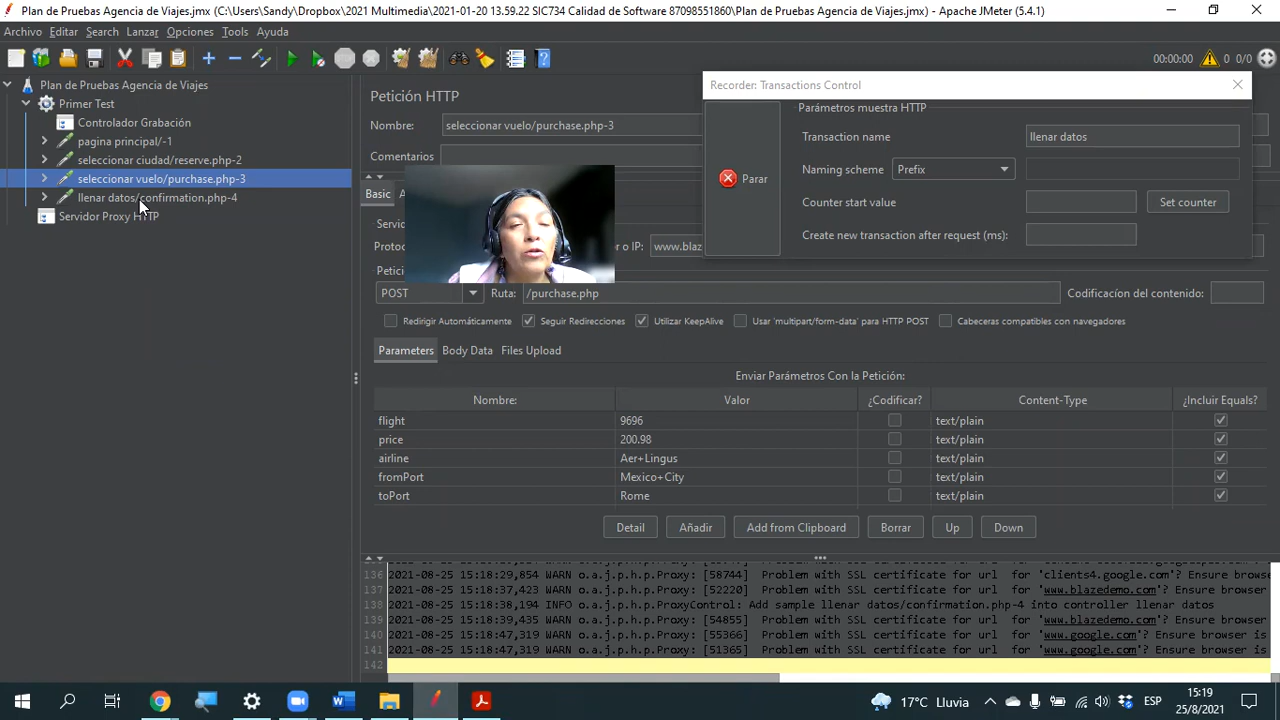 Plan de Pruebas Agencia de Viajes.jmx (C:\Users\Sandy\Dropbox\2021 Multimedia\2021-01-20 13.59.22 SIC734 Calidad de Software 87098551860\Plan de Pruebas Agencia de Viajes.jmx) - Apache JMeter (5.4.1)
Archivo Editar Search Lanzar Opciones Tools Ayuda
00:00:00 0 0/0
Plan de Pruebas Agencia de Viajes
Primer Test
Controlador Grabación
pagina principal/-1
seleccionar ciudad/reserve.php-2
seleccionar vuelo/purchase.php-3
llenar datos/confirmation.php-4
Servidor Proxy HTTP
Petición HTTP
Nombre: seleccionar vuelo/purchase.php-3
Comentarios
Basic A
Servid
Protoc o IP: www.blaz
Petici
POST Ruta: /purchase.php Codificacíon del contenido:
Redirigir Automáticamente Seguir Redirecciones Utilizar KeepAlive Usar 'multipart/form-data' para HTTP POST Cabeceras compatibles con navegadores
Parameters Body Data Files Upload
Enviar Parámetros Con la Petición:
Nombre: Valor ¿Codificar? Content-Type ¿Incluir Equals?
flight 9696 text/plain
price 200.98 text/plain
airline Aer+Lingus text/plain
fromPort Mexico+City text/plain
toPort Rome text/plain
Detail Añadir Add from Clipboard Borrar Up Down
Recorder: Transactions Control
Parar
Parámetros muestra HTTP
Transaction name llenar datos
Naming scheme Prefix
Counter start value Set counter
Create new transaction after request (ms):
136 2021-08-25 15:18:29,854 WARN o.a.j.p.h.p.Proxy: [58744] Problem with SSL certificate for url for 'clients4.google.com'? Ensure browser
137 2021-08-25 15:18:37,423 WARN o.a.j.p.h.p.Proxy: [52220] Problem with SSL certificate for url for 'www.blazedemo.com'? Ensure browser
138 2021-08-25 15:18:38,194 INFO o.a.j.p.h.p.ProxyControl: Add sample llenar datos/confirmation.php-4 into controller llenar datos
139 2021-08-25 15:18:39,435 WARN o.a.j.p.h.p.Proxy: [54855] Problem with SSL certificate for url for 'www.blazedemo.com'? Ensure browser
140 2021-08-25 15:18:47,319 WARN o.a.j.p.h.p.Proxy: [55366] Problem with SSL certificate for url for 'www.google.com'? Ensure browser is
141 2021-08-25 15:18:47,319 WARN o.a.j.p.h.p.Proxy: [51365] Problem with SSL certificate for url for 'www.google.com'? Ensure browser is
142
17°C Lluvia ESP 15:19
25/8/2021